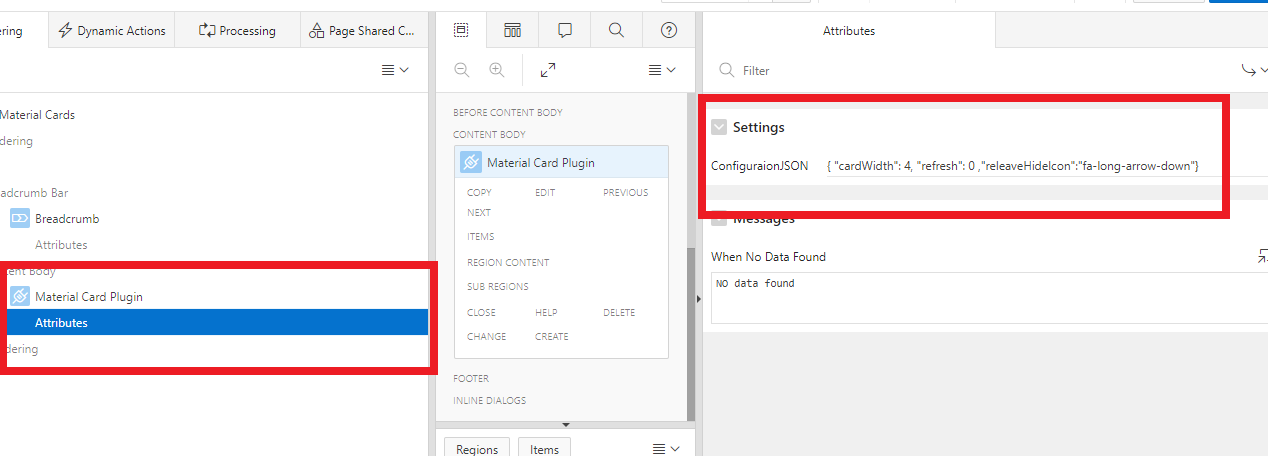 ering
Dynamic Actions
Processing
Page Shared C...
Attributes
Filter
Material Cards
dering
eadcrumb Bar
Breadcrumb
Attributes
tent Body
Material Card Plugin
Attributes
dering
BEFORE CONTENT BODY
CONTENT BODY
Material Card Plugin
COPY EDIT PREVIOUS
NEXT
ITEMS
REGION CONTENT
SUB REGIONS
CLOSE HELP DELETE
CHANGE CREATE
FOOTER
INLINE DIALOGS
Regions Items
Settings
ConfiguraionJSON { "cardWidth": 4, "refresh": 0 ,"releaveHideIcon":"fa-long-arrow-down"}
Messages
When No Data Found
NO data found